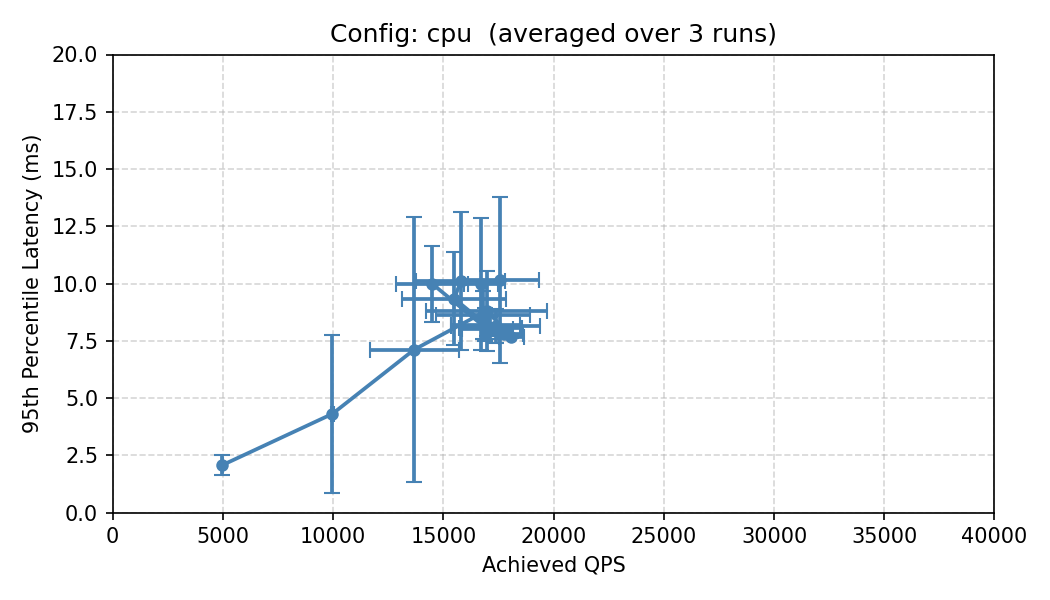 Config: cpu  (averaged over 3 runs)
20.0
17.5
15.0
12.5
10.0
7.5
5.0
2.5
0.0
95th Percentile Latency (ms)
0 5000 10000 15000 20000 25000 30000 35000 40000
Achieved QPS